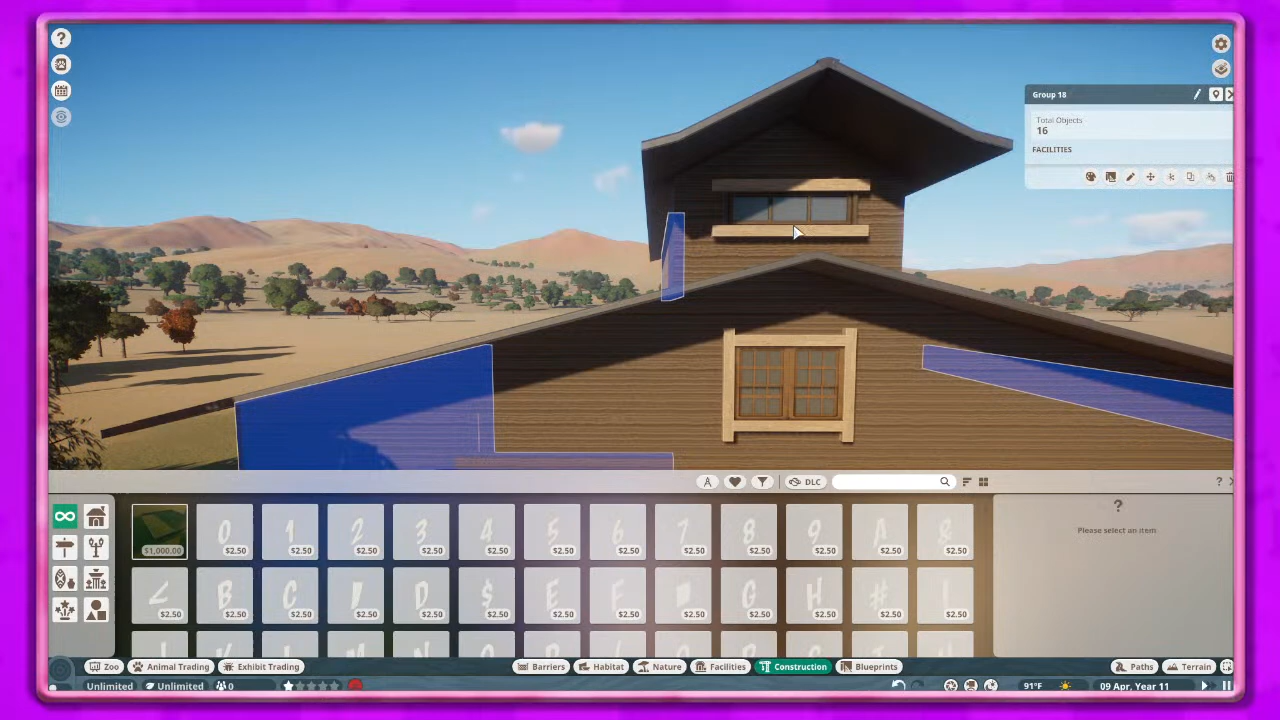 Group 18
Total Objects
16
FACILITIES
DLC
Please select an item
$1,000.00
0 $2.50
1 $2.50
2 $2.50
3 $2.50
4 $2.50
5 $2.50
6 $2.50
7 $2.50
8 $2.50
9 $2.50
A $2.50
& $2.50
< $2.50
B $2.50
C $2.50
$2.50
D $2.50
$ $2.50
E $2.50
F $2.50
$2.50
G $2.50
H $2.50
# $2.50
$2.50
Zoo
Animal Trading
Exhibit Trading
Barriers
Habitat
Nature
Facilities
Construction
Blueprints
Paths
Terrain
Unlimited
Unlimited
0
91°F
09 Apr, Year 11